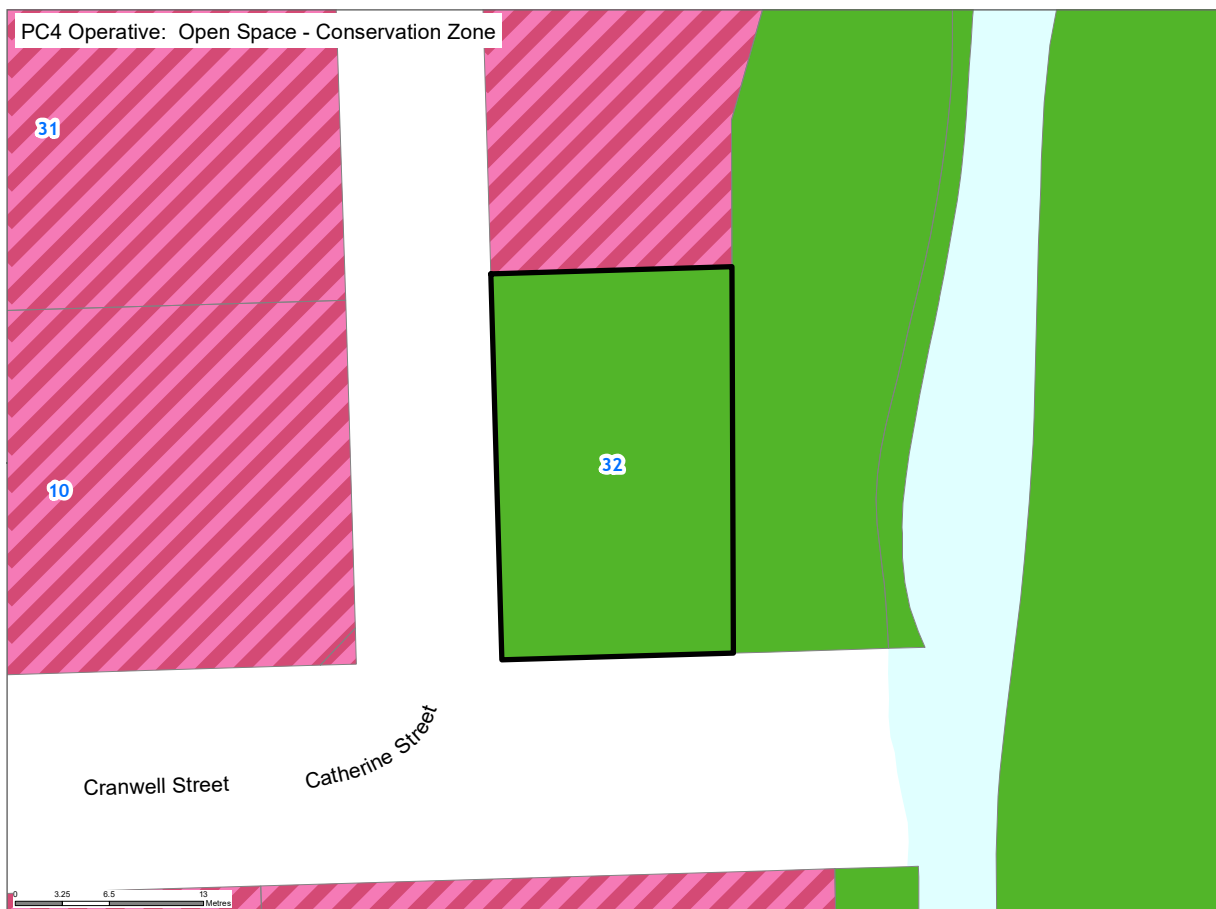 PC4 Operative:  Open Space - Conservation Zone
31
32
10
Catherine Street
Cranwell Street
0 3.25 6.5 13
Metres